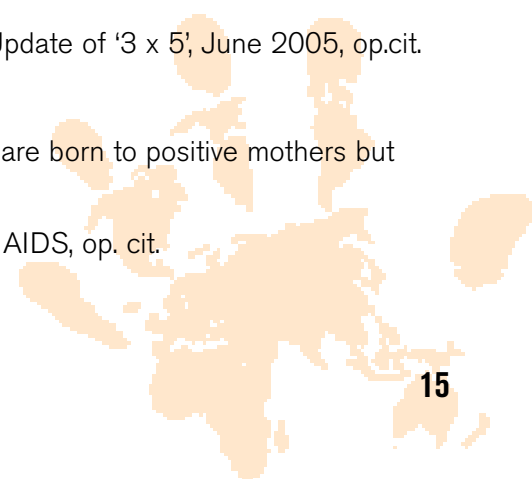 Update of ‘3 x 5’, June 2005, op.cit.
are born to positive mothers but
AIDS, op. cit.
15